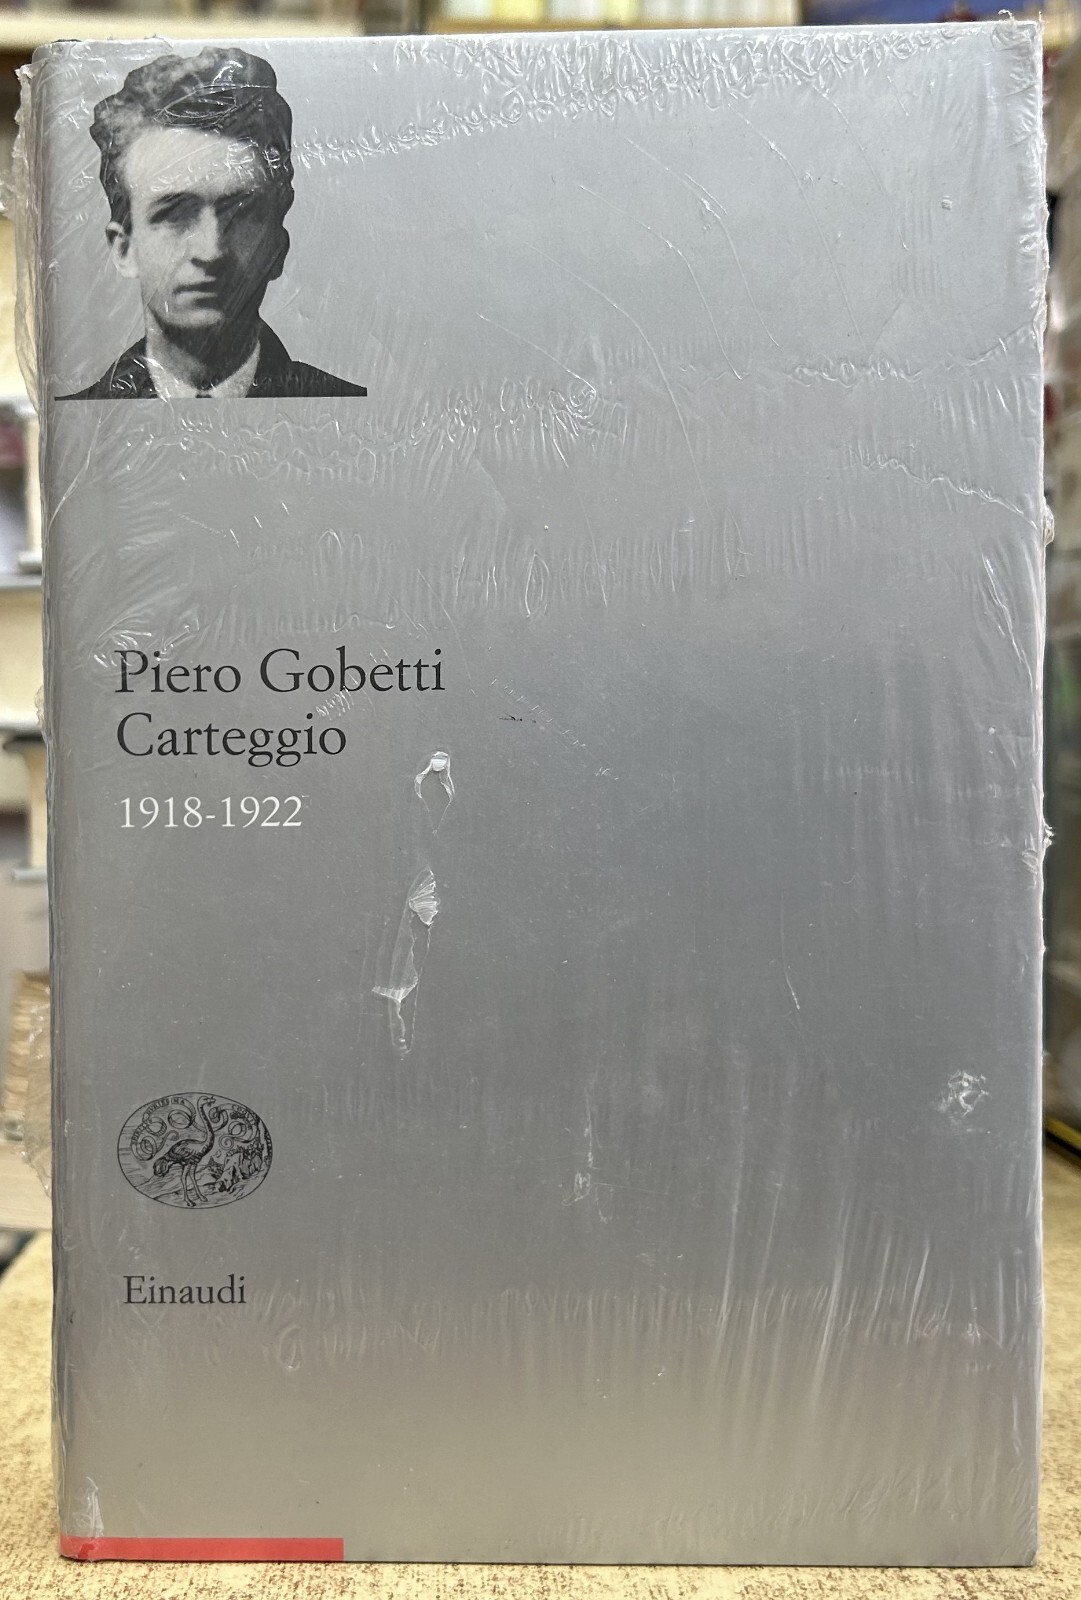 Piero Gobetti
Carteggio
1918-1922
Einaudi